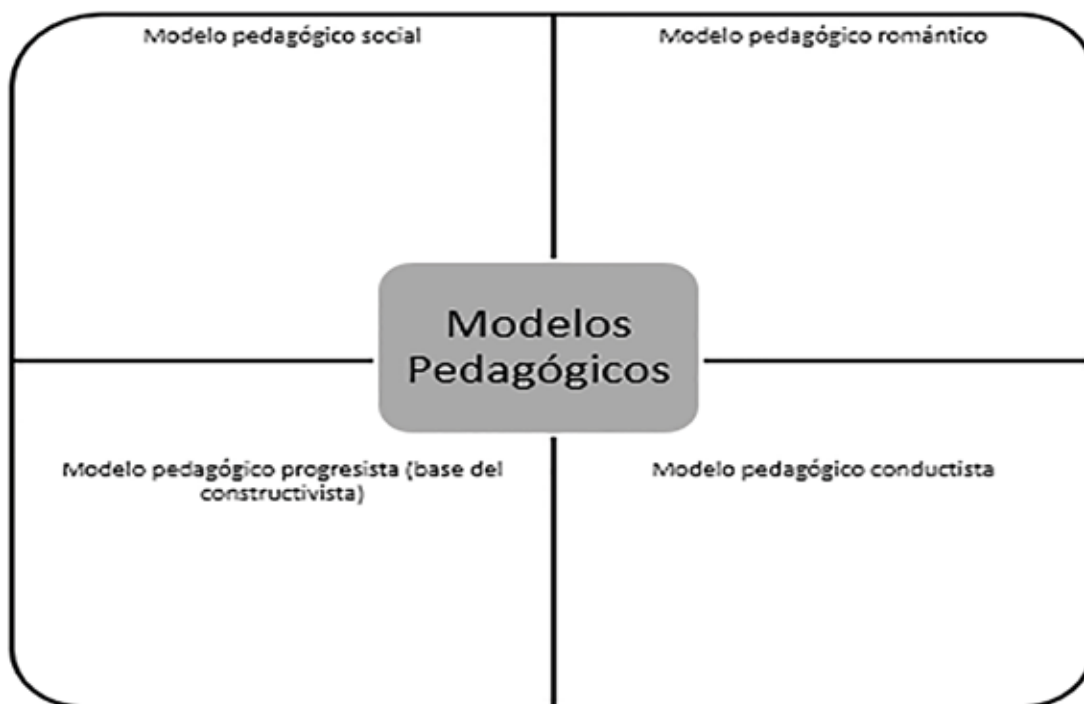 Modelo pedagógico social
Modelo pedagógico romántico
Modelos
Pedagógicos
Modelo pedagógico progresista (base del
constructivista)
Modelo pedagógico conductista